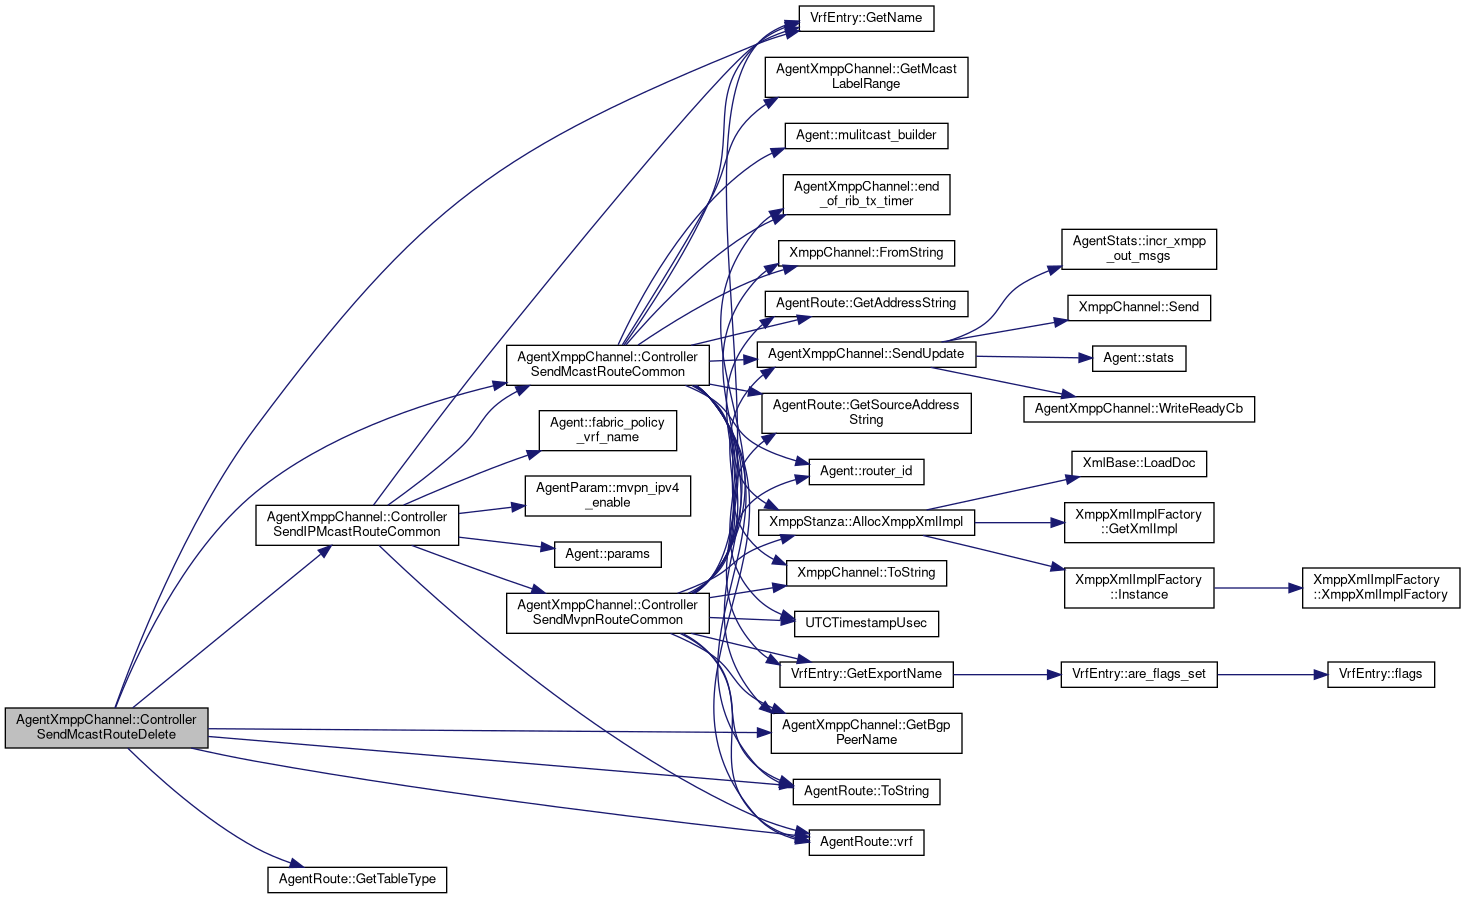 VrfEntry::GetName
AgentXmppChannel::GetMcast
LabelRange
Agent::mulitcast_builder
AgentXmppChannel::end
_of_rib_tx_timer
AgentStats::incr_xmpp
_out_msgs
XmppChannel::FromString
AgentRoute::GetAddressString
XmppChannel::Send
AgentXmppChannel::Controller
SendMcastRouteCommon
AgentXmppChannel::SendUpdate
Agent::stats
AgentRoute::GetSourceAddress
String
AgentXmppChannel::WriteReadyCb
Agent::fabric_policy
_vrf_name
Agent::router_id
XmlBase::LoadDoc
AgentParam::mvpn_ipv4
_enable
AgentXmppChannel::Controller
SendIPMcastRouteCommon
XmppStanza::AllocXmppXmlImpl
XmppXmlImplFactory
::GetXmlImpl
Agent::params
XmppChannel::ToString
XmppXmlImplFactory
::Instance
XmppXmlImplFactory
::XmppXmlImplFactory
AgentXmppChannel::Controller
SendMvpnRouteCommon
UTCTimestampUsec
VrfEntry::GetExportName
VrfEntry::are_flags_set
VrfEntry::flags
AgentXmppChannel::Controller
SendMcastRouteDelete
AgentXmppChannel::GetBgp
PeerName
AgentRoute::ToString
AgentRoute::vrf
AgentRoute::GetTableType